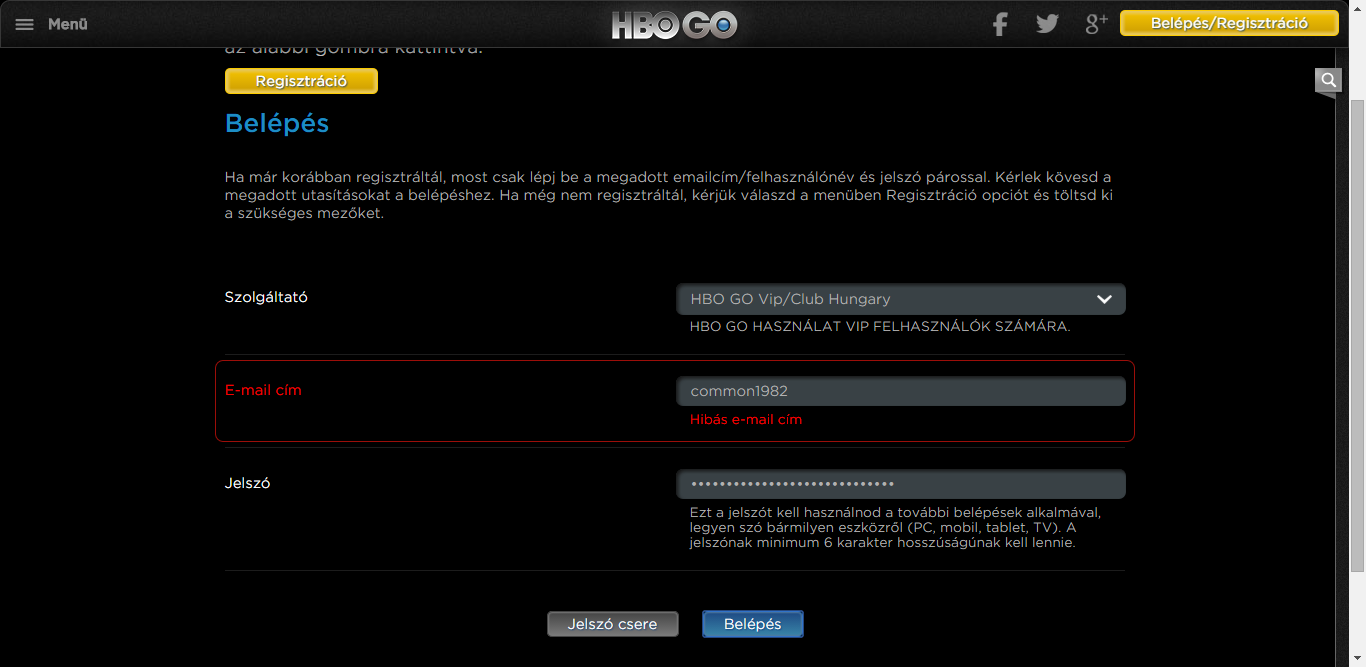 Menü
HBO GO
Belépés/Regisztráció
az alábbi gombra kattintva.
Regisztráció
Belépés
Ha már korábban regisztráltál, most csak lépj be a megadott emailcím/felhasználónév és jelszó párossal. Kérlek kövesd a
megadott utasításokat a belépéshez. Ha még nem regisztráltál, kérjük válaszd a menüben Regisztráció opciót és töltsd ki
a szükséges mezőket.
Szolgáltató
HBO GO Vip/Club Hungary
HBO GO HASZNÁLAT VIP FELHASZNÁLÓK SZÁMÁRA.
E-mail cím
common1982
Hibás e-mail cím
Jelszó
•••••••••••••••••••••••••••••
Ezt a jelszót kell használnod a további belépések alkalmával,
legyen szó bármilyen eszközről (PC, mobil, tablet, TV). A
jelszónak minimum 6 karakter hosszúságúnak kell lennie.
Jelszó csere
Belépés